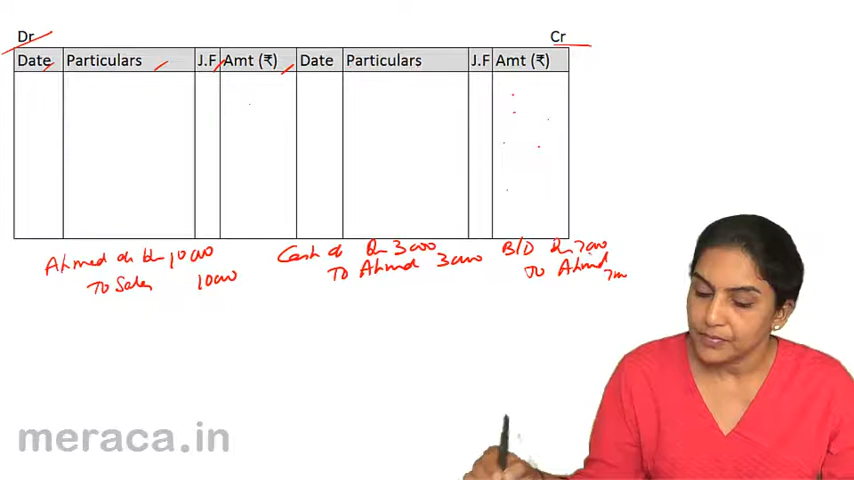 Dr Cr
Date Particulars J.F Amt (₹) Date Particulars J.F Amt (₹)
Ahmed dr 10000 Cash dr 3000 B/D 7000
To Sales 10000 To Ahmed 3000 To Ahmed 7000
meraca.in